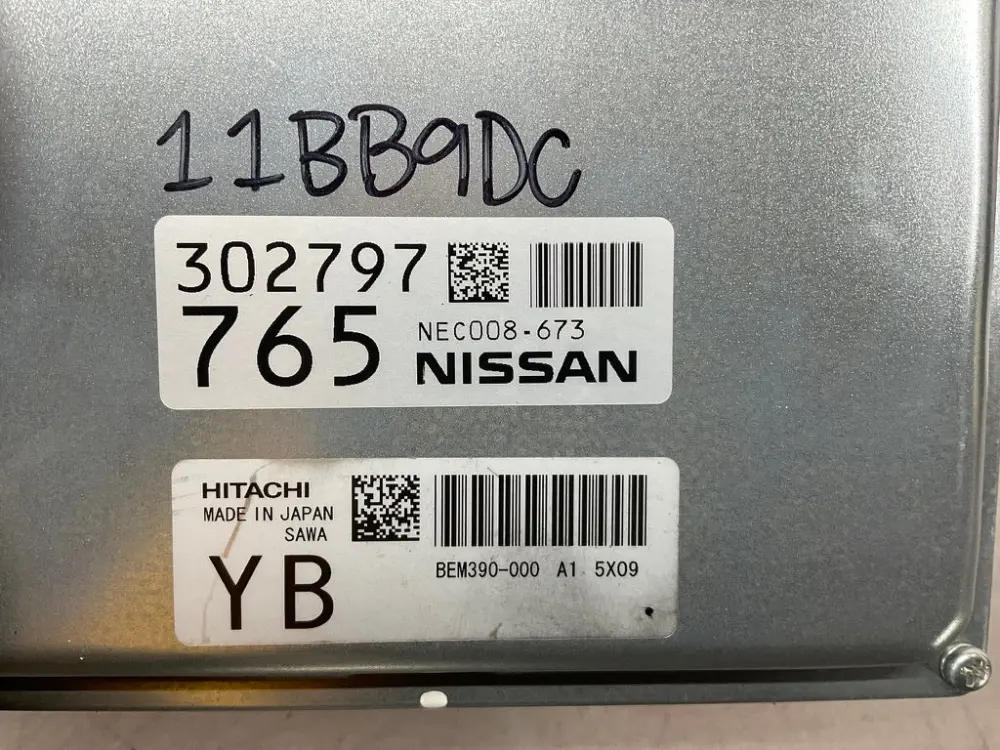 11BB9DC
302797
765
NEC008-673
NISSAN
HITACHI
MADE IN JAPAN
SAWA
YB
BEM390-000 A1 5X09